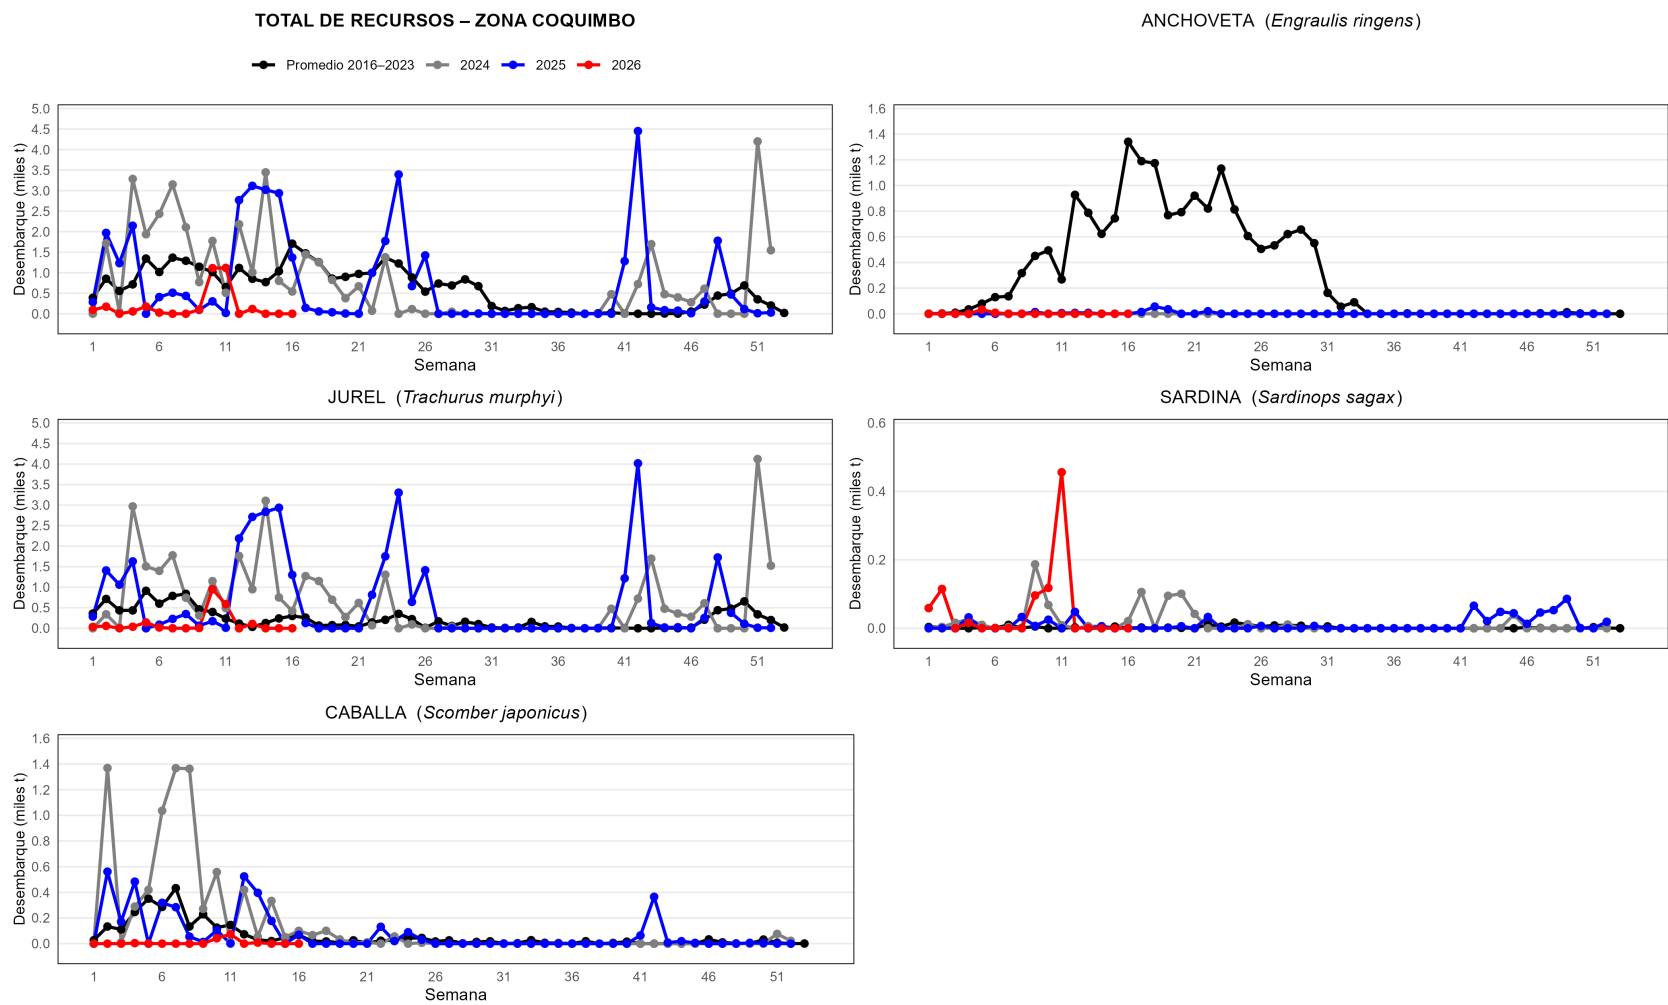 TOTAL DE RECURSOS – ZONA COQUIMBO
Promedio 2016–2023 2024 2025 2026
Desembarque (miles t)
5.0
4.5
4.0
3.5
3.0
2.5
2.0
1.5
1.0
0.5
0.0
1 6 11 16 21 26 31 36 41 46 51
Semana
ANCHOVETA (Engraulis ringens)
Desembarque (miles t)
1.6
1.4
1.2
1.0
0.8
0.6
0.4
0.2
0.0
1 6 11 16 21 26 31 36 41 46 51
Semana
JUREL (Trachurus murphyi)
Desembarque (miles t)
5.0
4.5
4.0
3.5
3.0
2.5
2.0
1.5
1.0
0.5
0.0
1 6 11 16 21 26 31 36 41 46 51
Semana
SARDINA (Sardinops sagax)
Desembarque (miles t)
0.6
0.4
0.2
0.0
1 6 11 16 21 26 31 36 41 46 51
Semana
CABALLA (Scomber japonicus)
Desembarque (miles t)
1.6
1.4
1.2
1.0
0.8
0.6
0.4
0.2
0.0
1 6 11 16 21 26 31 36 41 46 51
Semana